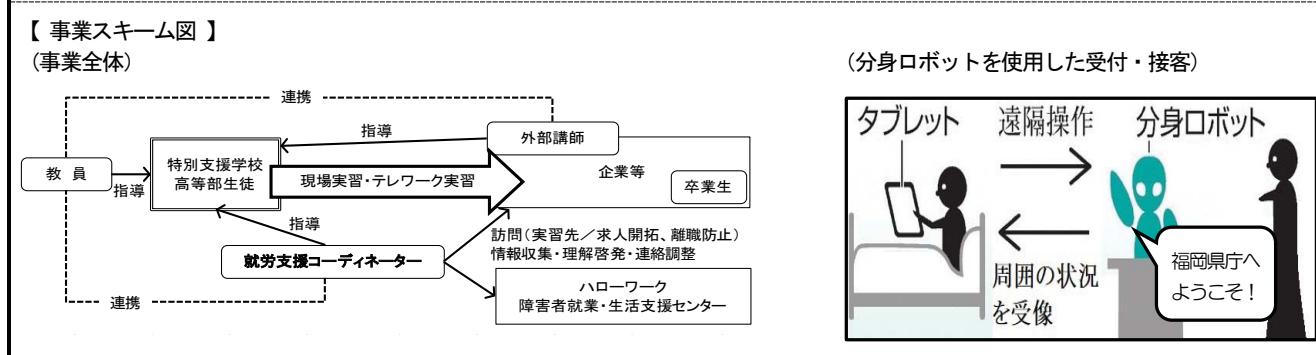 【 事業スキーム図 】
(事業全体)
連携
指導
外部講師
教 員
指導
特別支援学校
高等部生徒
現場実習・テレワーク実習
企業等
卒業生
指導
就労支援コーディネーター
訪問(実習先/求人開拓、離職防止)
情報収集・理解啓発・連絡調整
ハローワーク
障害者就業・生活支援センター
連携
(分身ロボットを使用した受付・接客)
タブレット
遠隔操作
分身ロボット
周囲の状況
を受像
福岡県庁へ
ようこそ!